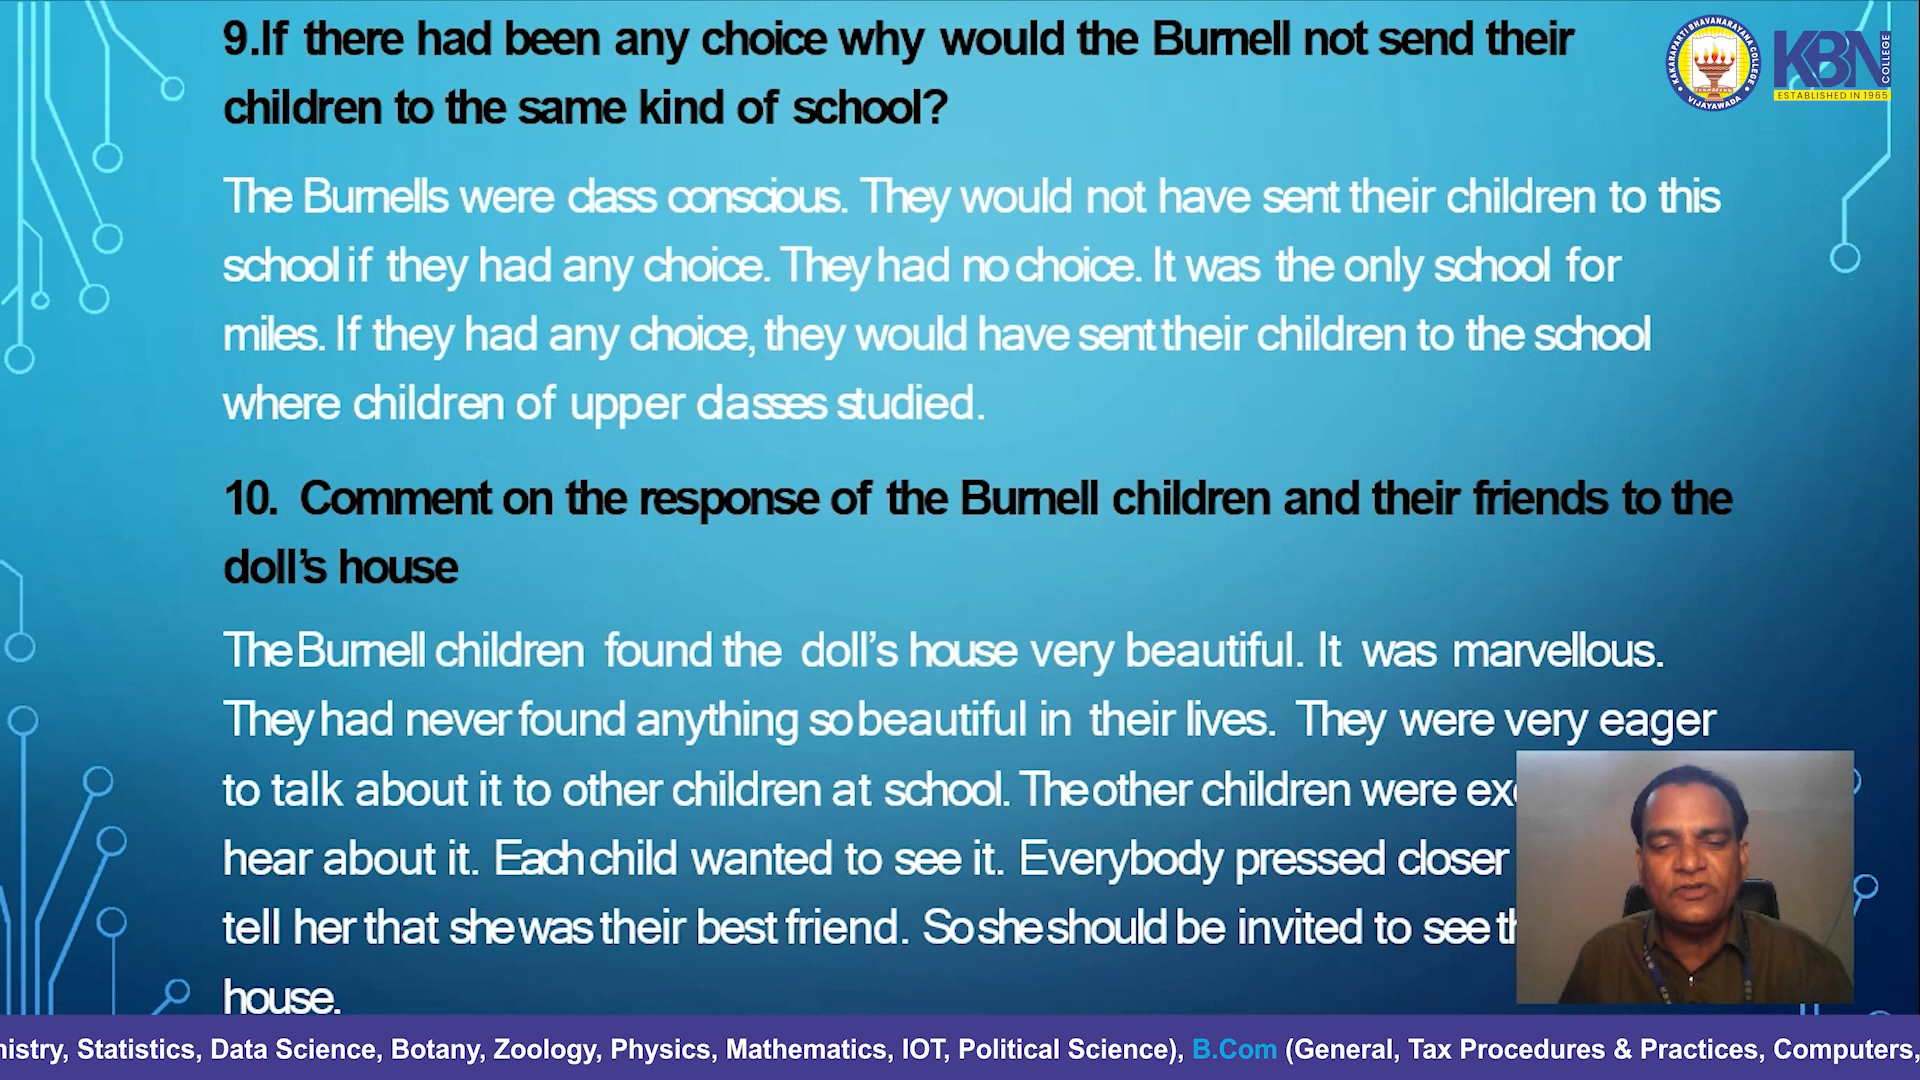 9.If there had been any choice why would the Burnell not send their
children to the same kind of school?
The Burnells were class conscious. They would not have sent their children to this
school if they had any choice. They had no choice. It was the only school for
miles. If they had any choice, they would have sent their children to the school
where children of upper classes studied.
10. Comment on the response of the Burnell children and their friends to the
doll’s house
The Burnell children found the doll’s house very beautiful. It was marvellous.
They had never found anything so beautiful in their lives. They were very eager
to talk about it to other children at school. The other children were
hear about it. Each child wanted to see it. Everybody pressed closer
tell her that she was their best friend. So she should be invited to see
house.
KAKARAPARTI BHAVANARAYANA COLLEGE
VIJAYAWADA
KBN
COLLEGE
ESTABLISHED IN 1965
Statistics, Data Science, Botany, Zoology, Physics, Mathematics, IOT, Political Science), B.Com (General, Tax Procedures & Practices, Computers,